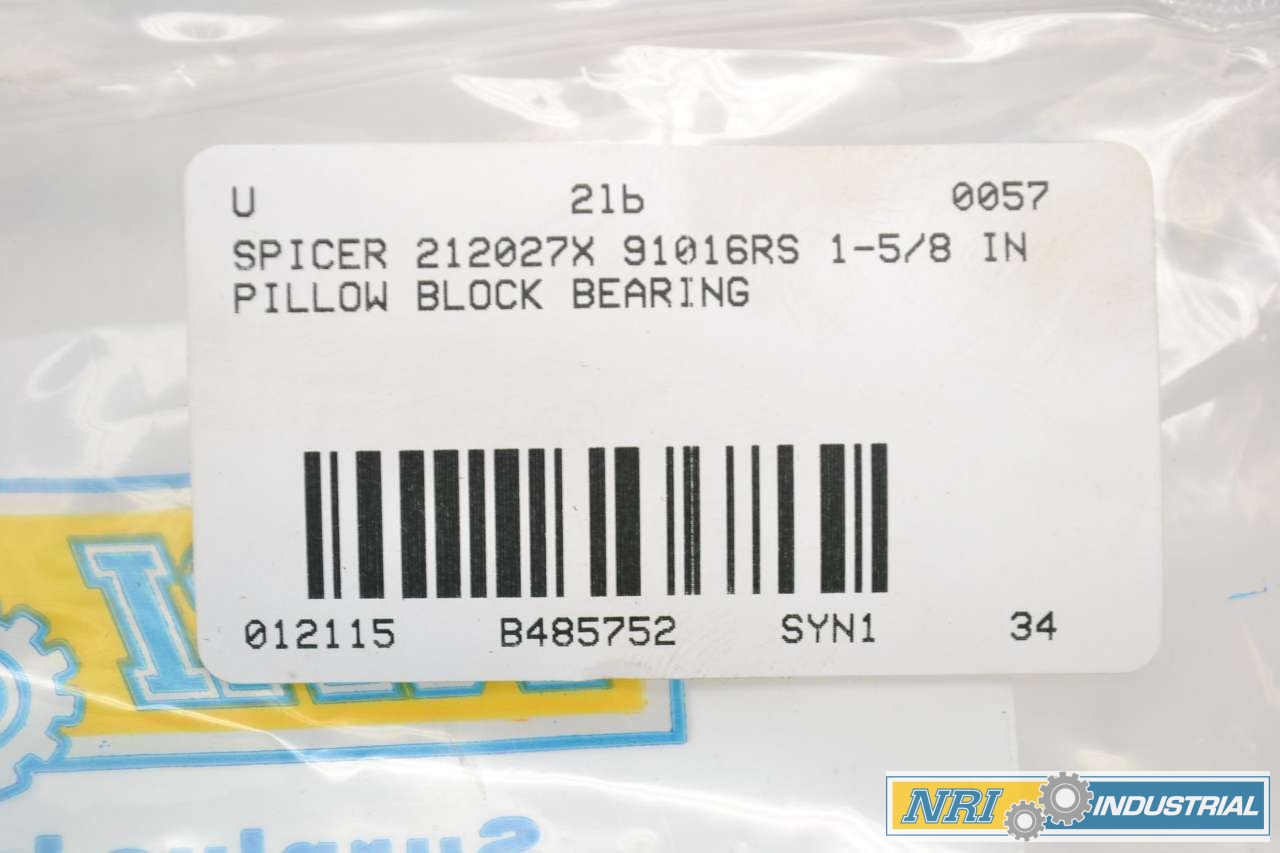 U 2lb 0057
SPICER 212027X 91016RS 1-5/8 IN
PILLOW BLOCK BEARING
012115 B485752 SYN1 34
NRI INDUSTRIAL